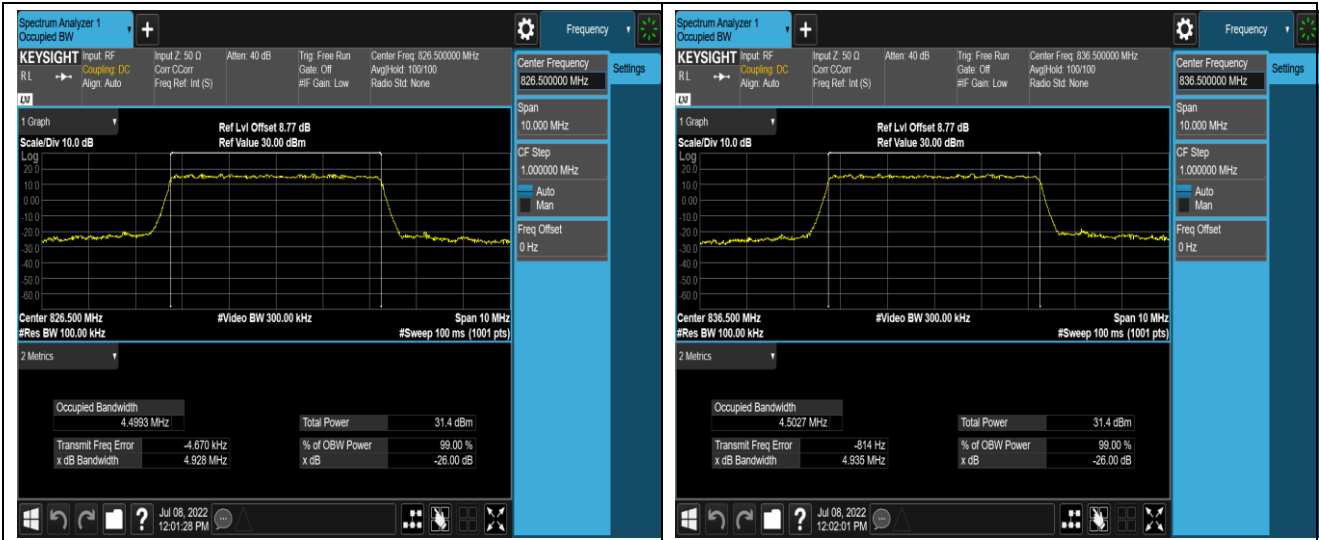 Spectrum Analyzer 1
Occupied BW
+
Frequency
KEYSIGHT
RL
LXI
Input: RF
Coupling: DC
Align: Auto
Input Z: 50 Ω
Corr CCorr
Freq Ref: Int (S)
Atten: 40 dB
Trig: Free Run
Gate: Off
#IF Gain: Low
Center Freq: 826.500000 MHz
Avg|Hold: 100/100
Radio Std: None
Center Frequency
826.500000 MHz
Settings
Span
10.000 MHz
CF Step
1.000000 MHz
Auto
Man
Freq Offset
0 Hz
1 Graph
Scale/Div 10.0 dB
Ref Lvl Offset 8.77 dB
Ref Value 30.00 dBm
Log
20.0
10.0
0.00
-10.0
-20.0
-30.0
-40.0
-50.0
-60.0
Center 826.500 MHz
#Video BW 300.00 kHz
Span 10 MHz
#Res BW 100.00 kHz
#Sweep 100 ms (1001 pts)
2 Metrics
Occupied Bandwidth
4.4993 MHz
Total Power 31.4 dBm
Transmit Freq Error -4.670 kHz
% of OBW Power 99.00 %
x dB Bandwidth 4.928 MHz
x dB -26.00 dB
?
Jul 08, 2022
12:01:28 PM
Spectrum Analyzer 1
Occupied BW
+
Frequency
KEYSIGHT
RL
LXI
Input: RF
Coupling: DC
Align: Auto
Input Z: 50 Ω
Corr CCorr
Freq Ref: Int (S)
Atten: 40 dB
Trig: Free Run
Gate: Off
#IF Gain: Low
Center Freq: 836.500000 MHz
Avg|Hold: 100/100
Radio Std: None
Center Frequency
836.500000 MHz
Settings
Span
10.000 MHz
CF Step
1.000000 MHz
Auto
Man
Freq Offset
0 Hz
1 Graph
Scale/Div 10.0 dB
Ref Lvl Offset 8.77 dB
Ref Value 30.00 dBm
Log
20.0
10.0
0.00
-10.0
-20.0
-30.0
-40.0
-50.0
-60.0
Center 836.500 MHz
#Video BW 300.00 kHz
Span 10 MHz
#Res BW 100.00 kHz
#Sweep 100 ms (1001 pts)
2 Metrics
Occupied Bandwidth
4.5027 MHz
Total Power 31.4 dBm
Transmit Freq Error -814 Hz
% of OBW Power 99.00 %
x dB Bandwidth 4.935 MHz
x dB -26.00 dB
?
Jul 08, 2022
12:02:01 PM